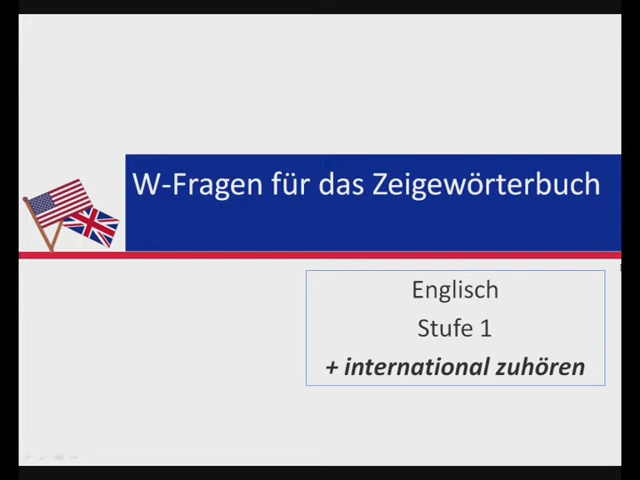 W-Fragen für das Zeigewörterbuch
Englisch
Stufe 1
+ international zuhören